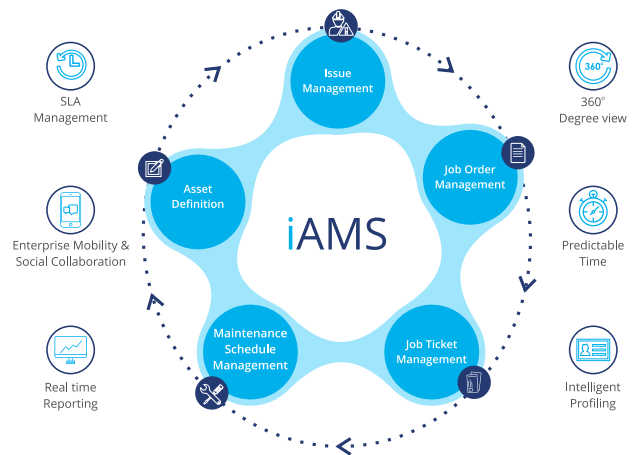 SLA
Management
Enterprise Mobility &
Social Collaboration
Real time
Reporting
Issue
Management
Job Order
Management
Job Ticket
Management
Maintenance
Schedule
Management
Asset
Definition
iAMS
360°
360°
Degree view
Predictable
Time
Intelligent
Profiling